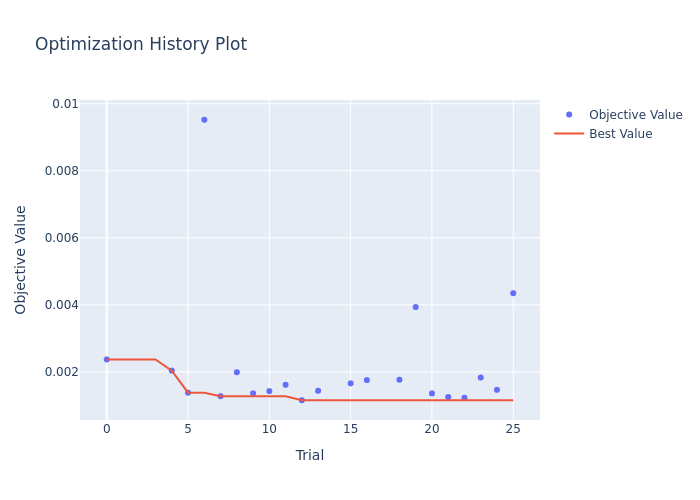 Optimization History Plot
Objective Value
Best Value
0.01
0.008
0.006
0.004
0.002
Objective Value
0 5 10 15 20 25
Trial